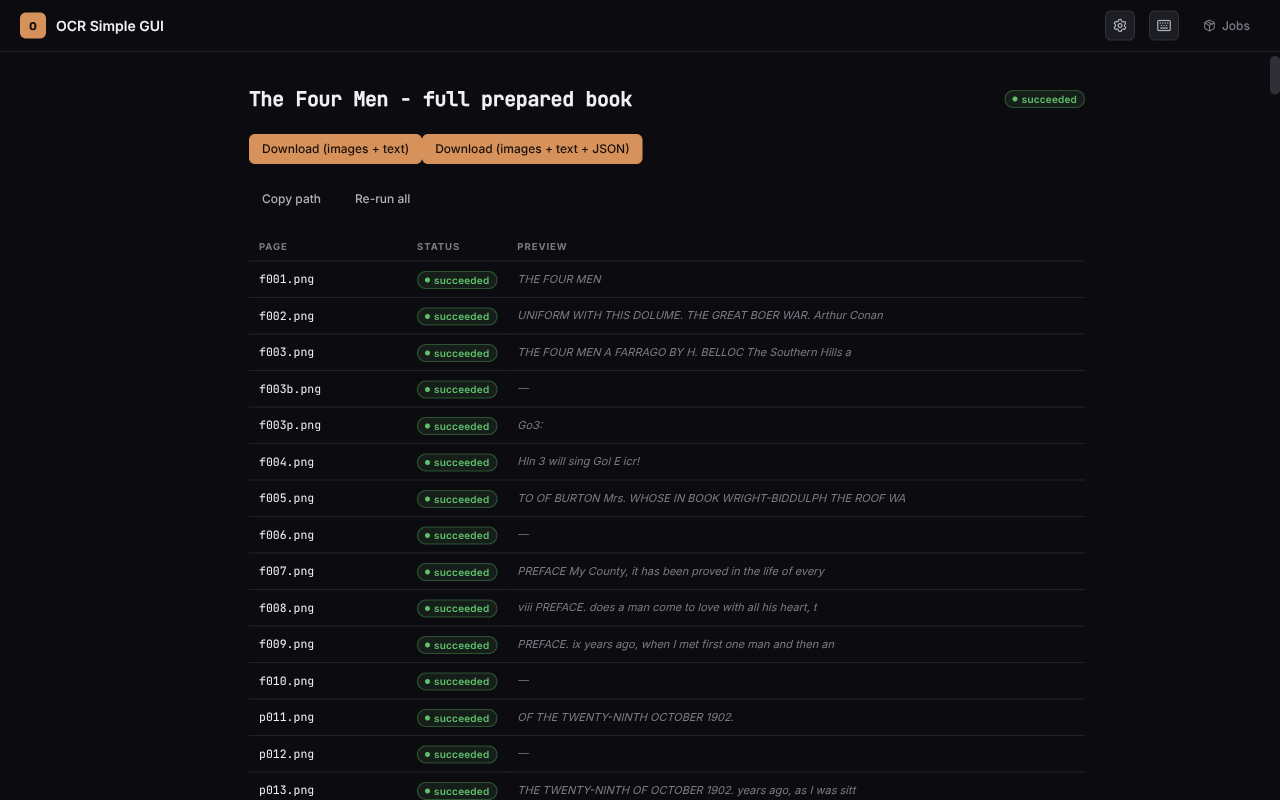 O OCR Simple GUI Jobs
The Four Men - full prepared book succeeded
Download (images + text) Download (images + text + JSON)
Copy path Re-run all
PAGE STATUS PREVIEW
f001.png succeeded THE FOUR MEN
f002.png succeeded UNIFORM WITH THIS DOLUME. THE GREAT BOER WAR. Arthur Conan
f003.png succeeded THE FOUR MEN A FARRAGO BY H. BELLOC The Southern Hills a
f003b.png succeeded —
f003p.png succeeded Go3:
f004.png succeeded Hln 3 will sing Gol E icr!
f005.png succeeded TO OF BURTON Mrs. WHOSE IN BOOK WRIGHT-BIDDULPH THE ROOF WA
f006.png succeeded —
f007.png succeeded PREFACE My County, it has been proved in the life of every
f008.png succeeded viii PREFACE. does a man come to love with all his heart, t
f009.png succeeded PREFACE. ix years ago, when I met first one man and then an
f010.png succeeded —
p011.png succeeded OF THE TWENTY-NINTH OCTOBER 1902.
p012.png succeeded —
p013.png succeeded THE TWENTY-NINTH OF OCTOBER 1902. years ago, as I was sitt